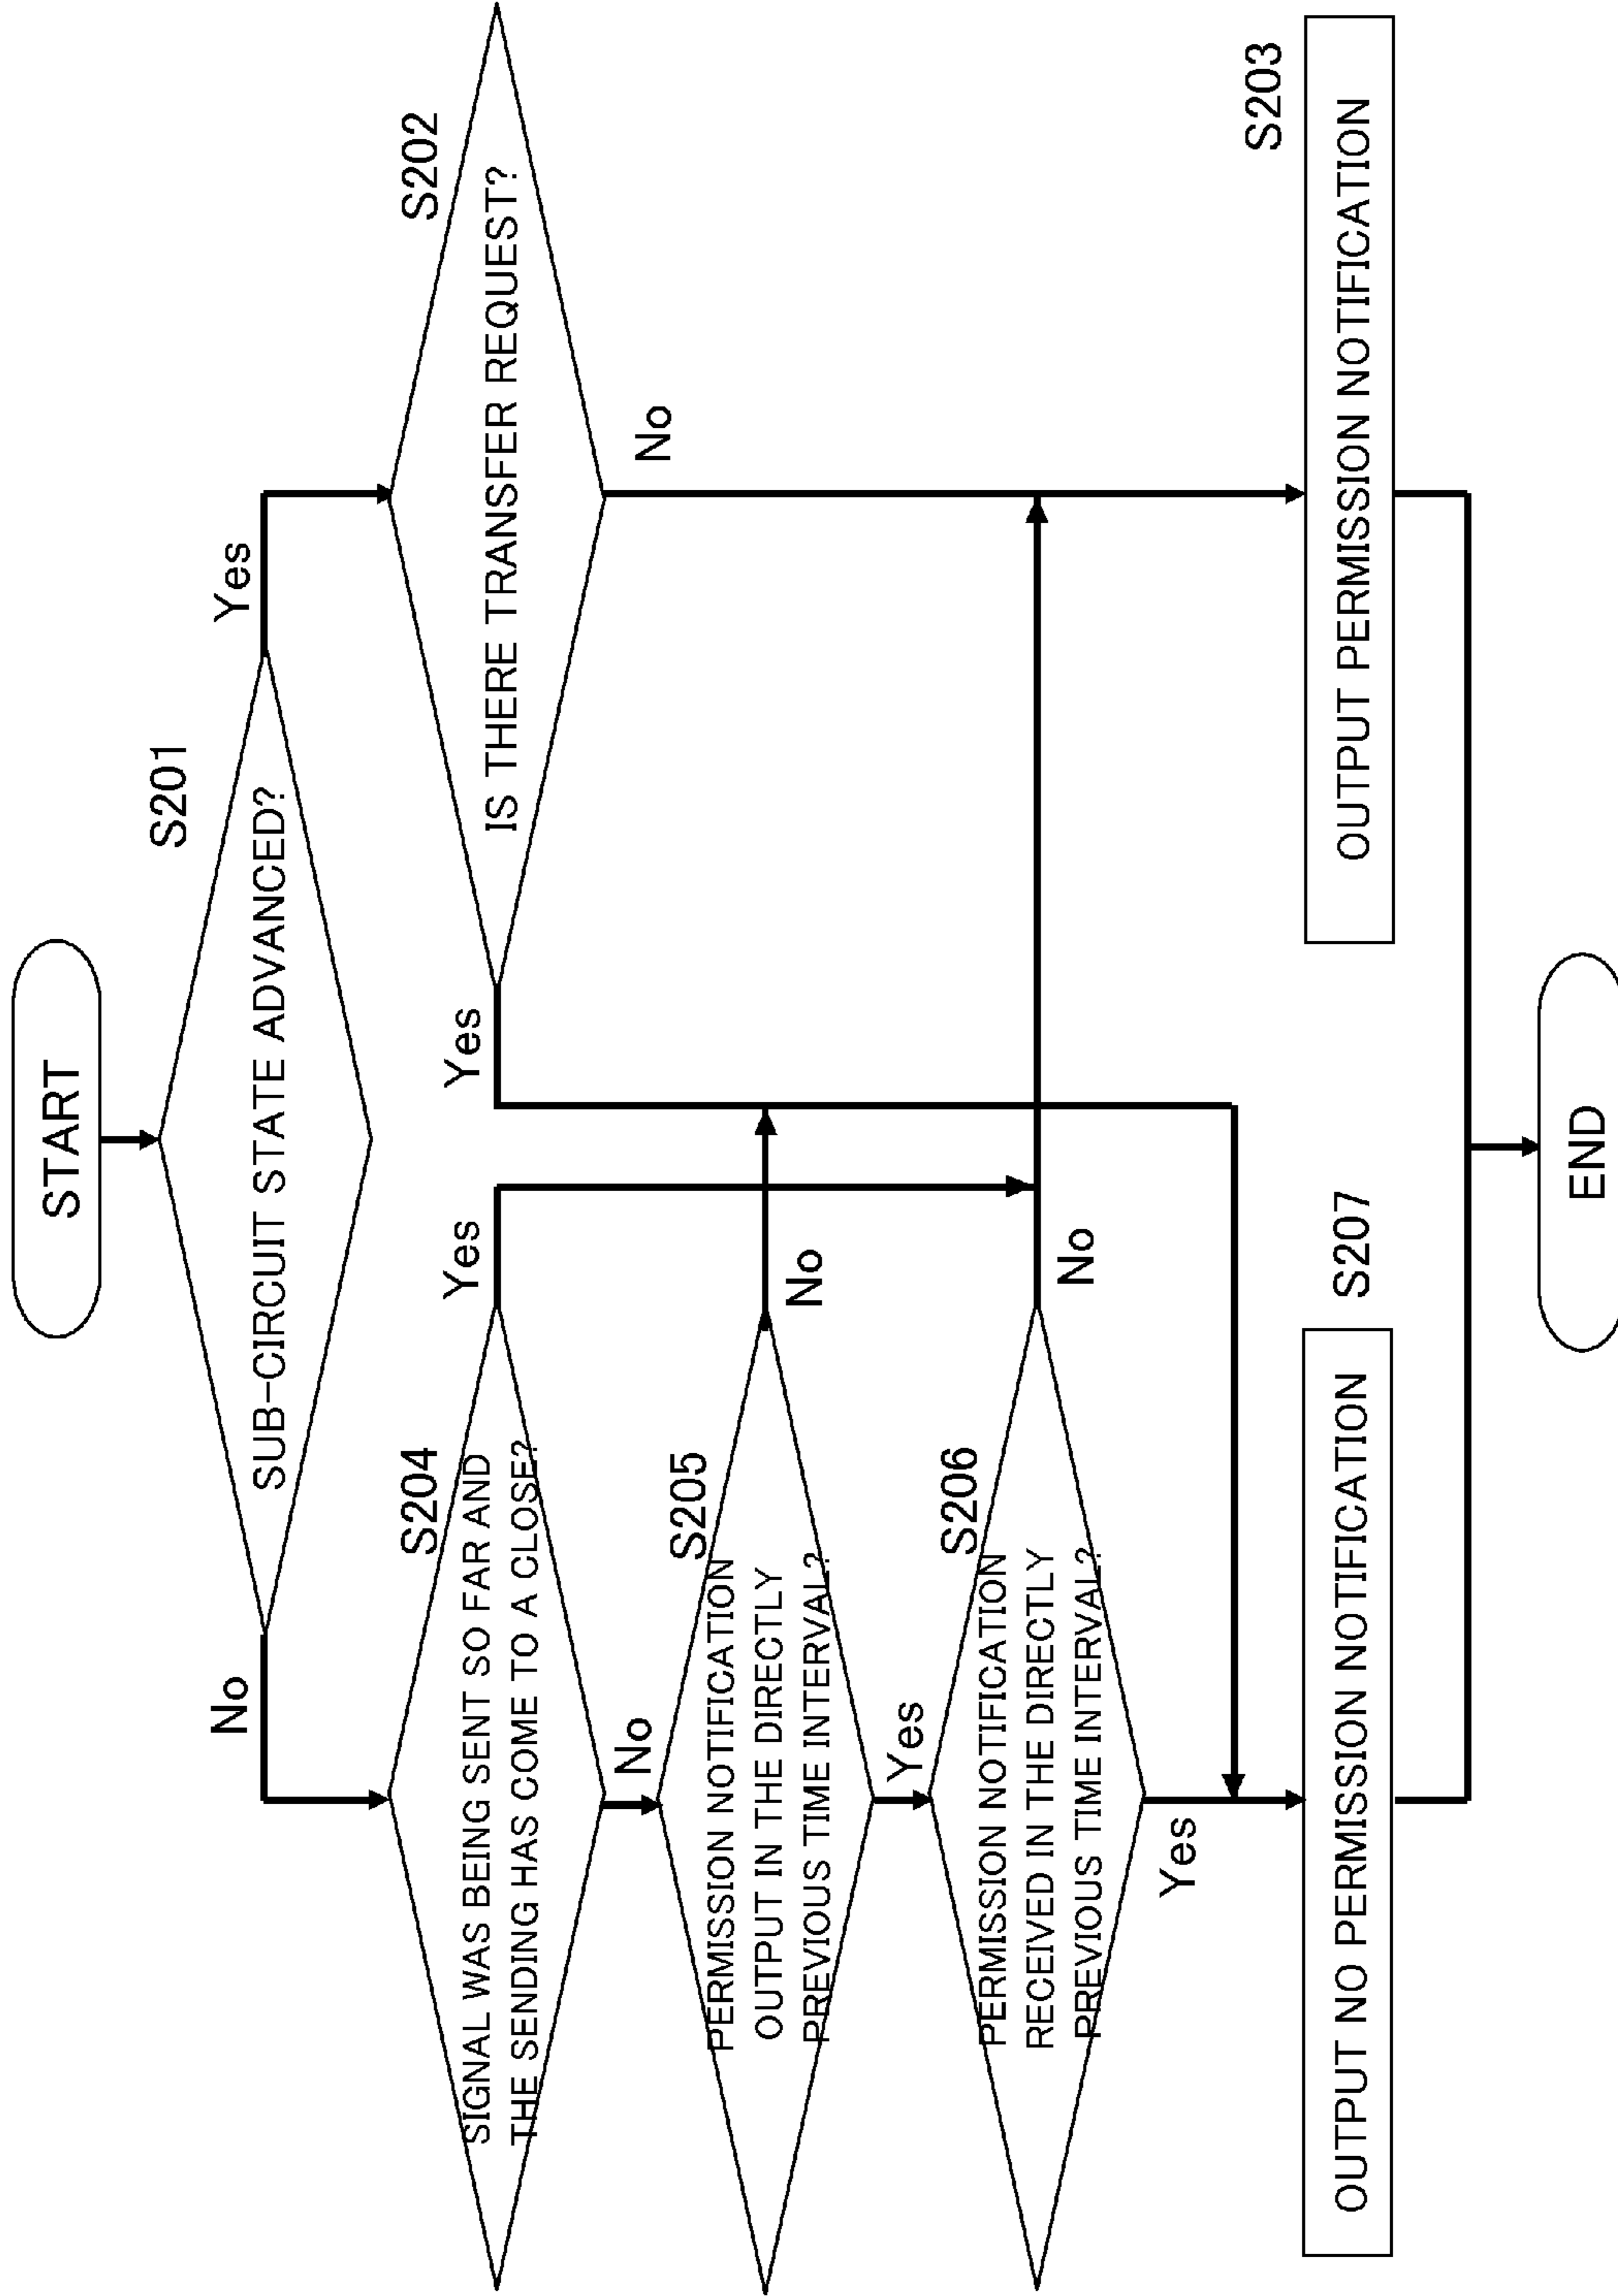 START
S201
SUB-CIRCUIT STATE ADVANCED?
No
Yes
S204
SIGNAL WAS BEING SENT SO FAR AND
THE SENDING HAS COME TO A CLOSE?
Yes
No
S202
IS THERE TRANSFER REQUEST?
Yes
No
S205
PERMISSION NOTIFICATION
OUTPUT IN THE DIRECTLY
PREVIOUS TIME INTERVAL?
No
Yes
S206
PERMISSION NOTIFICATION
RECEIVED IN THE DIRECTLY
PREVIOUS TIME INTERVAL?
No
Yes
S207
OUTPUT NO PERMISSION NOTIFICATION
S203
OUTPUT PERMISSION NOTIFICATION
END